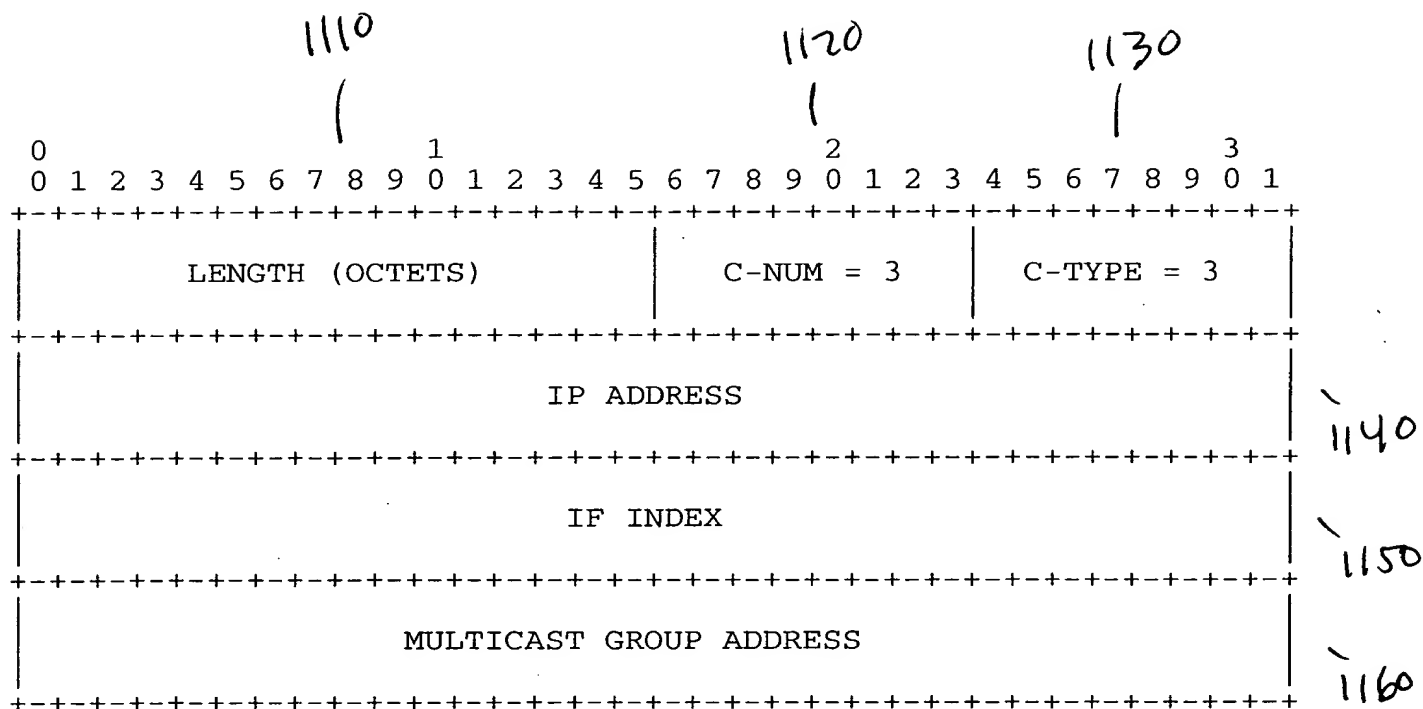 1110 1120 1130
0 1 2 3
0 1 2 3 4 5 6 7 8 9 0 1 2 3 4 5 6 7 8 9 0 1 2 3 4 5 6 7 8 9 0 1
+-+-+-+-+-+-+-+-+-+-+-+-+-+-+-+-+-+-+-+-+-+-+-+-+-+-+-+-+-+-+-+-+
| LENGTH (OCTETS) | C-NUM = 3 | C-TYPE = 3 |
+-+-+-+-+-+-+-+-+-+-+-+-+-+-+-+-+-+-+-+-+-+-+-+-+-+-+-+-+-+-+-+-+
| IP ADDRESS | 1140
+-+-+-+-+-+-+-+-+-+-+-+-+-+-+-+-+-+-+-+-+-+-+-+-+-+-+-+-+-+-+-+-+
| IF INDEX | 1150
+-+-+-+-+-+-+-+-+-+-+-+-+-+-+-+-+-+-+-+-+-+-+-+-+-+-+-+-+-+-+-+-+
| MULTICAST GROUP ADDRESS | 1160
+-+-+-+-+-+-+-+-+-+-+-+-+-+-+-+-+-+-+-+-+-+-+-+-+-+-+-+-+-+-+-+-+